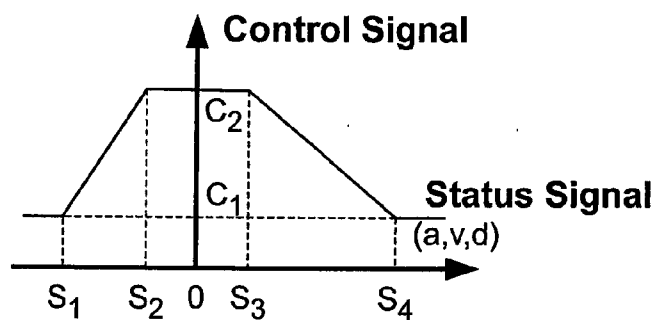 Control Signal
C₂
C₁
Status Signal
(a,v,d)
S₁ S₂ 0 S₃ S₄